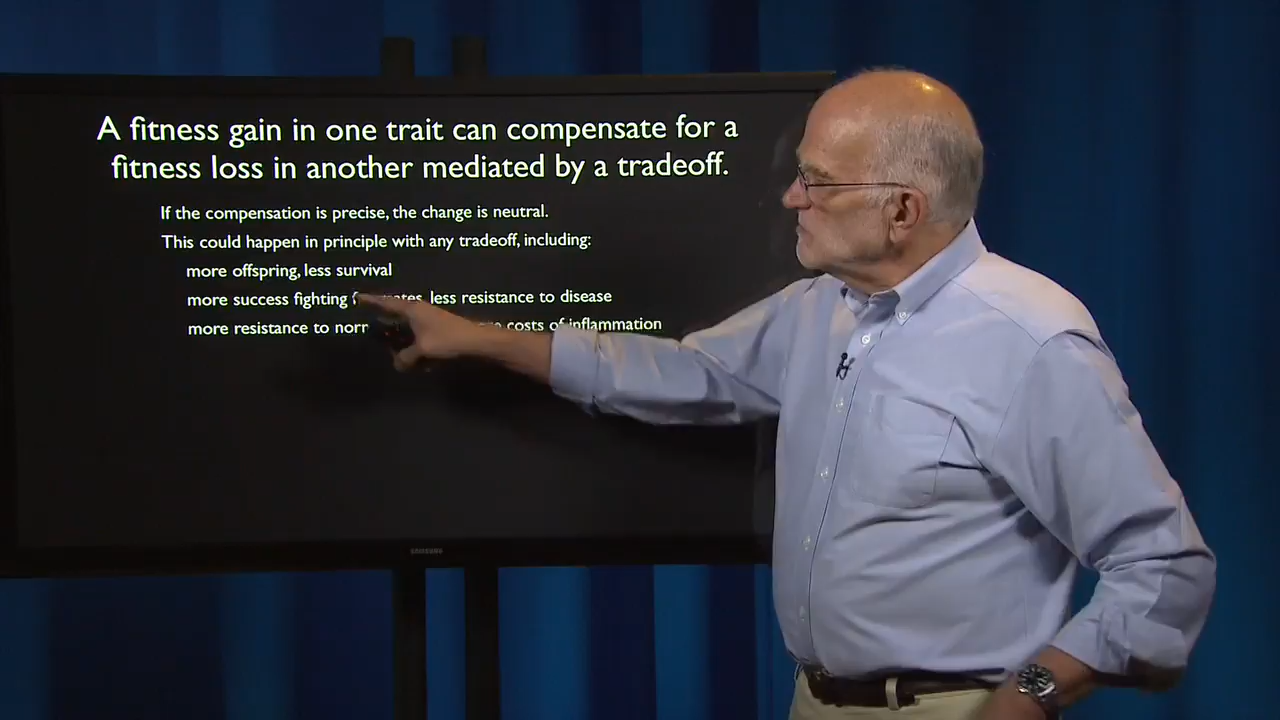 A fitness gain in one trait can compensate for a
fitness loss in another mediated by a tradeoff.
If the compensation is precise, the change is neutral.
This could happen in principle with any tradeoff, including:
more offspring, less survival
more success fighting less resistance to disease
more resistance to costs of inflammation
SAMSUNG